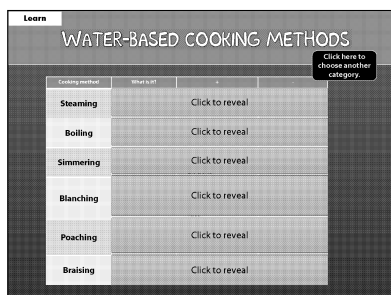 Learn
WATER-BASED COOKING METHODS
Click here to
choose another
category.
Cooking method What is it? +
Steaming Click to reveal
Boiling Click to reveal
Simmering Click to reveal
Blanching Click to reveal
Poaching Click to reveal
Braising Click to reveal